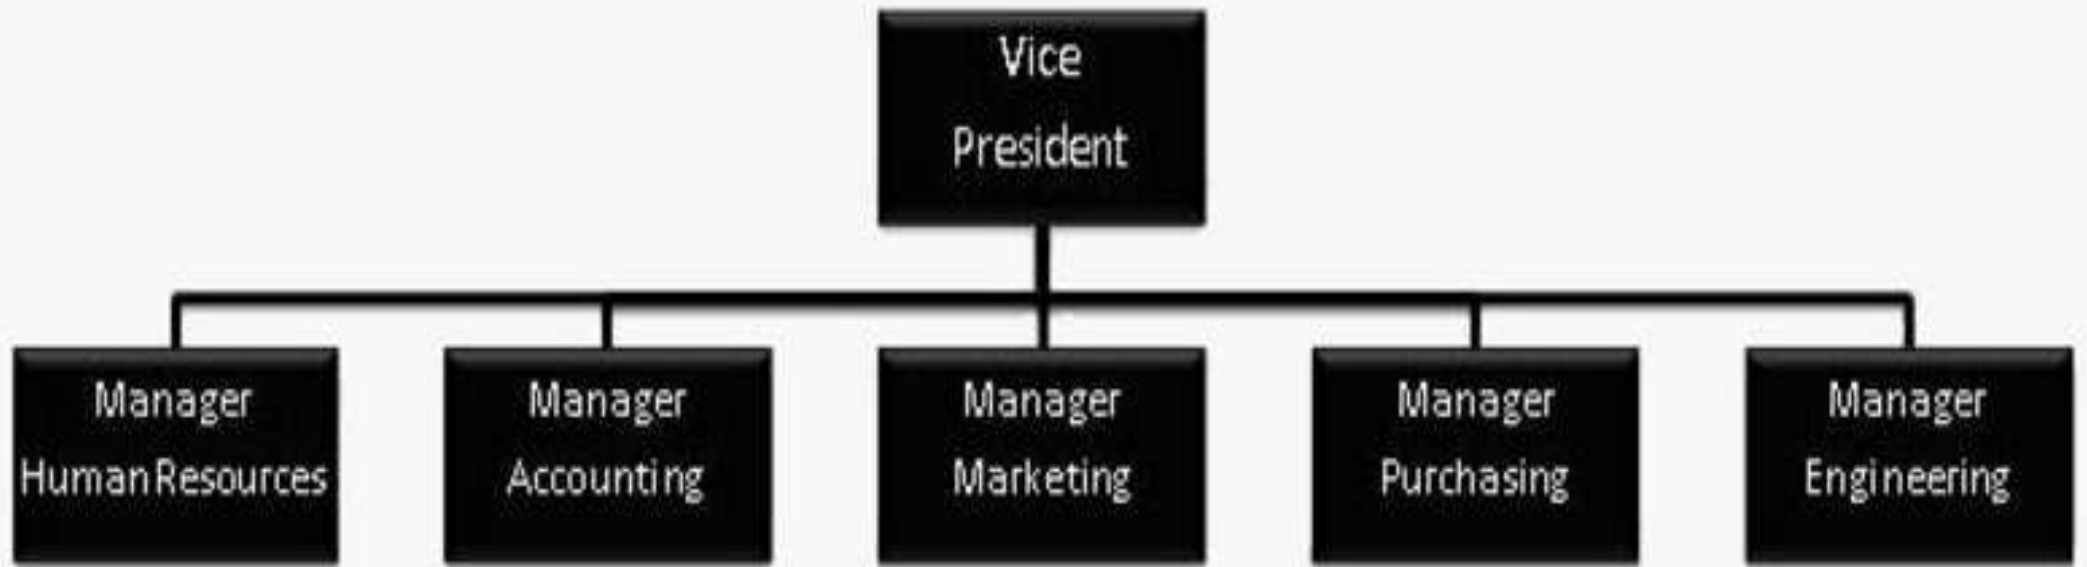 Vice
President
Manager
Human Resources
Manager
Accounting
Manager
Marketing
Manager
Purchasing
Manager
Engineering